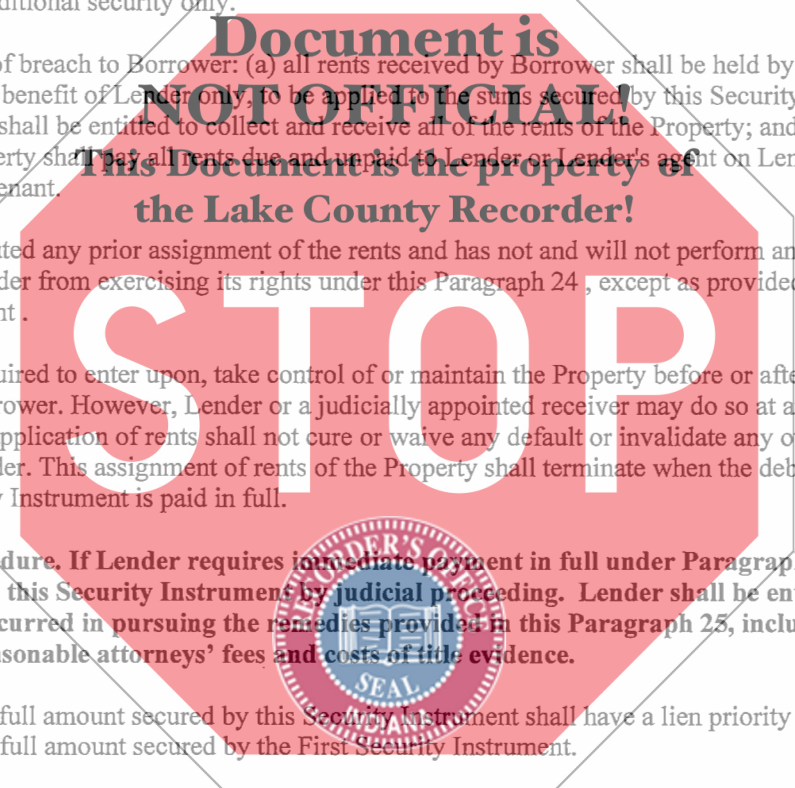 ditional security only.
Document is
of breach to Borrower: (a) all rents received by Borrower shall be held by
NOT OFFICIAL!
benefit of Lender only, to be applied to the sums secured by this Security
shall be entitled to collect and receive all of the rents of the Property; and
This Document is the property of
erty shall pay all rents due and unpaid to Lender or Lender's agent on Len
enant.
the Lake County Recorder!
ted any prior assignment of the rents and has not and will not perform an
der from exercising its rights under this Paragraph 24 , except as provided
nt .
STOP
uired to enter upon, take control of or maintain the Property before or afte
rower. However, Lender or a judicially appointed receiver may do so at a
pplication of rents shall not cure or waive any default or invalidate any o
der. This assignment of rents of the Property shall terminate when the deb
y Instrument is paid in full.
dure. If Lender requires immediate payment in full under Paragrap
this Security Instrument by judicial proceeding. Lender shall be en
curred in pursuing the remedies provided in this Paragraph 25, inclu
asonable attorneys' fees and costs of title evidence.
RECORDER'S OFFICE
SEAL
INDIANA
full amount secured by this Security Instrument shall have a lien priority
full amount secured by the First Security Instrument.